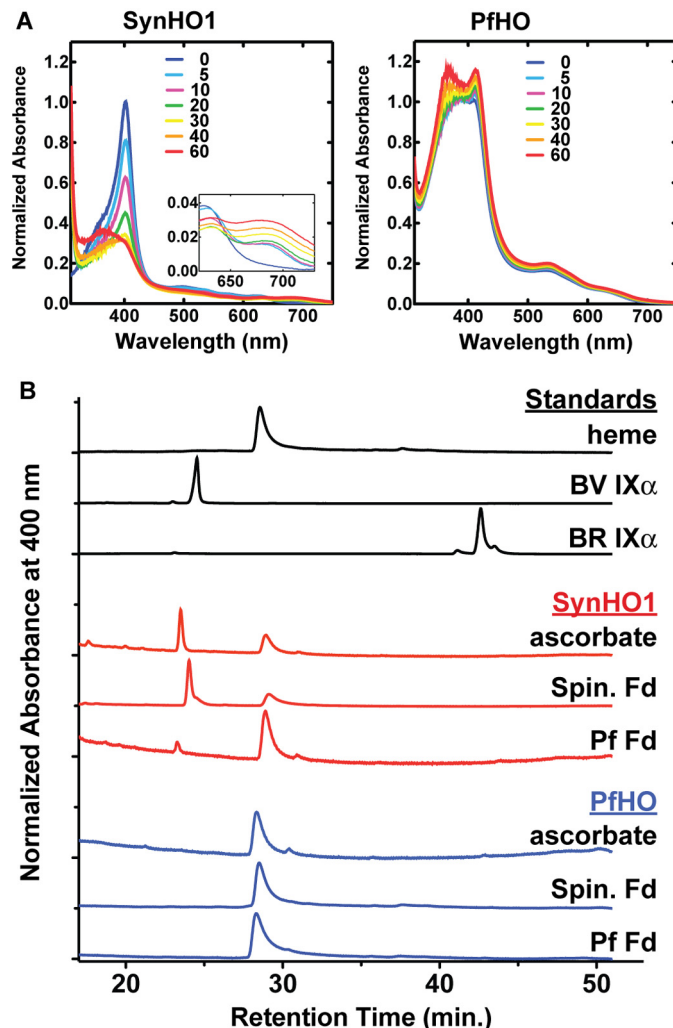 A
SynHO1
PfHO
Normalized Absorbance
1.2
1.0
0.8
0.6
0.4
0.2
0.0
0
5
10
20
30
40
60
0.04
0.02
0.00
650
700
400
500
600
700
Wavelength (nm)
Normalized Absorbance
1.2
1.0
0.8
0.6
0.4
0.2
0.0
0
5
10
20
30
40
60
400
500
600
700
Wavelength (nm)
B
Normalized Absorbance at 400 nm
Standards
heme
BV IXα
BR IXα
SynHO1
ascorbate
Spin. Fd
Pf Fd
PfHO
ascorbate
Spin. Fd
Pf Fd
20
30
40
50
Retention Time (min.)